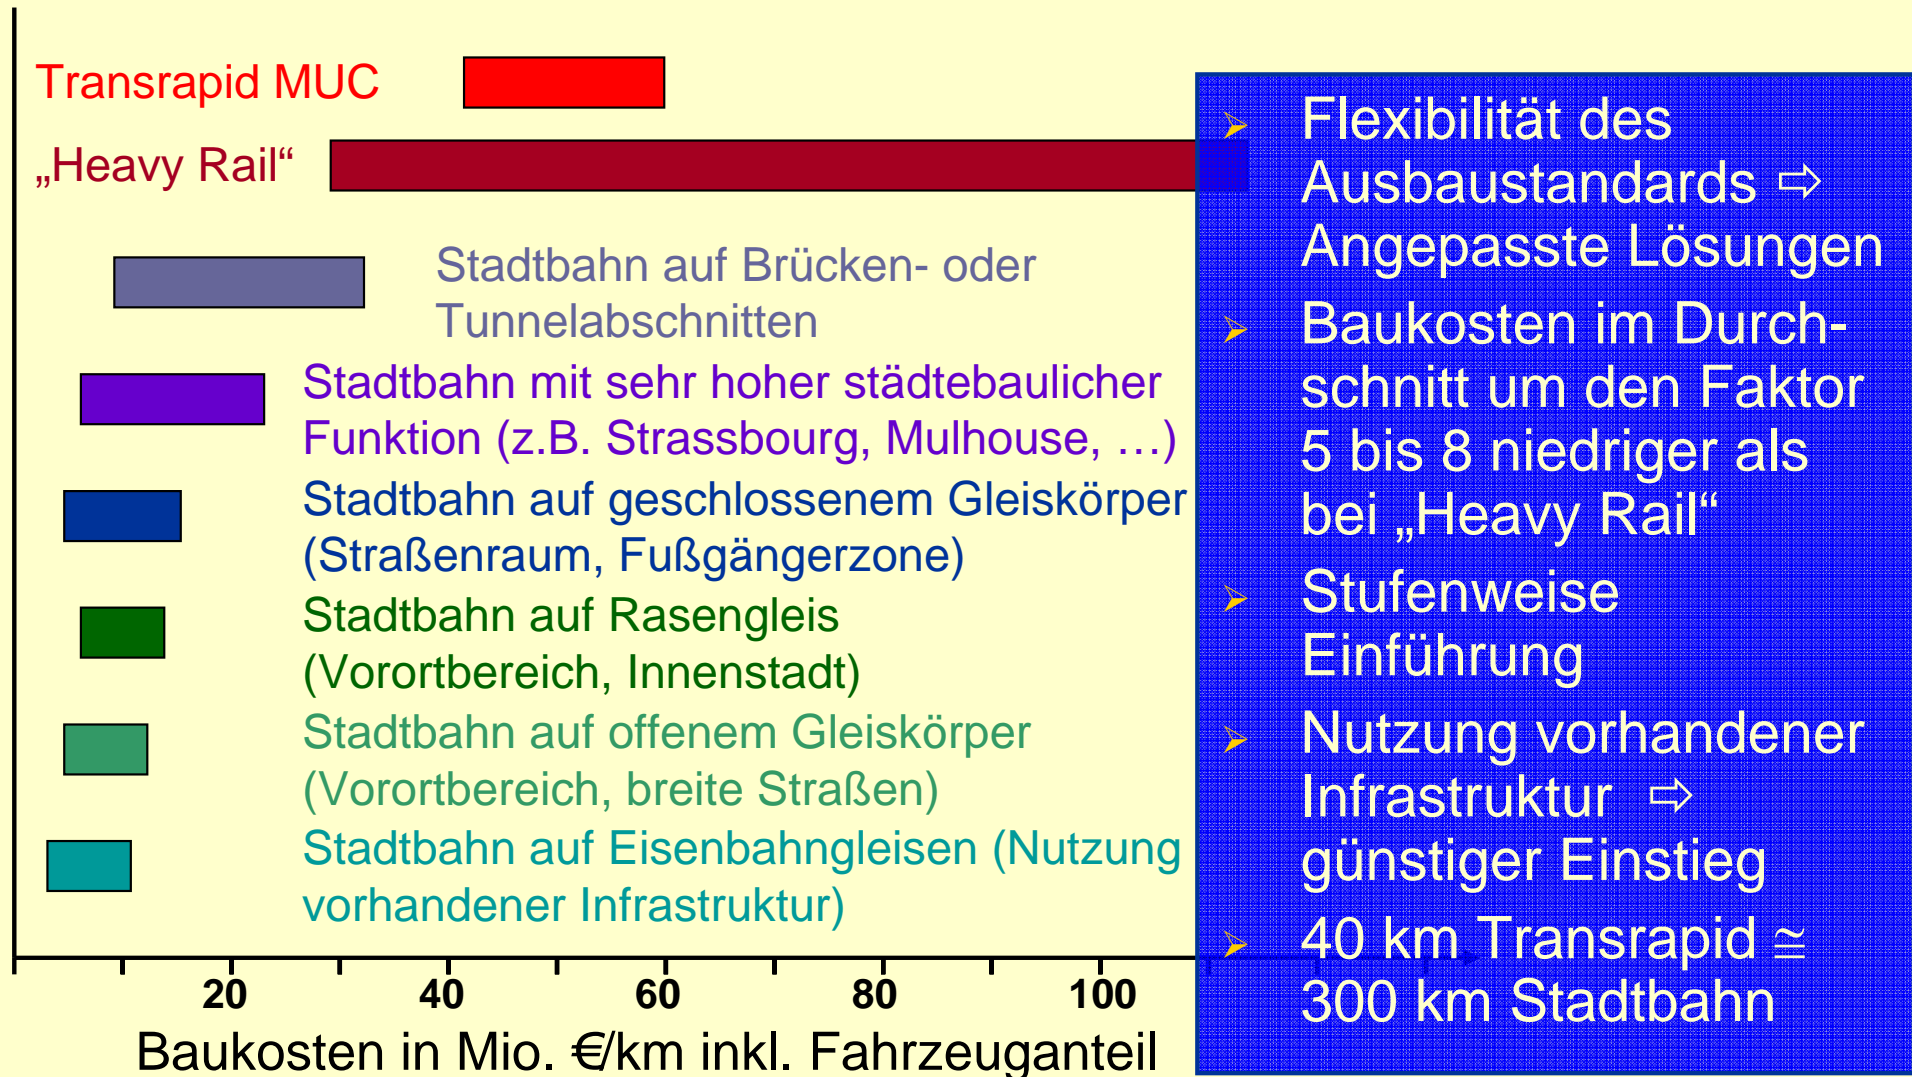 Transrapid MUC
„Heavy Rail“
Stadtbahn auf Brücken- oder
Tunnelabschnitten
Stadtbahn mit sehr hoher städtebaulicher
Funktion (z.B. Strassbourg, Mulhouse, …)
Stadtbahn auf geschlossenem Gleiskörper
(Straßenraum, Fußgängerzone)
Stadtbahn auf Rasengleis
(Vorortbereich, Innenstadt)
Stadtbahn auf offenem Gleiskörper
(Vorortbereich, breite Straßen)
Stadtbahn auf Eisenbahngleisen (Nutzung
vorhandener Infrastruktur)
20 40 60 80 100
Baukosten in Mio. €/km inkl. Fahrzeuganteil
➢ Flexibilität des
Ausbaustandards ⇨
Angepasste Lösungen
➢ Baukosten im Durch-
schnitt um den Faktor
5 bis 8 niedriger als
bei „Heavy Rail“
➢ Stufenweise
Einführung
➢ Nutzung vorhandener
Infrastruktur ⇨
günstiger Einstieg
➢ 40 km Transrapid ≅
300 km Stadtbahn